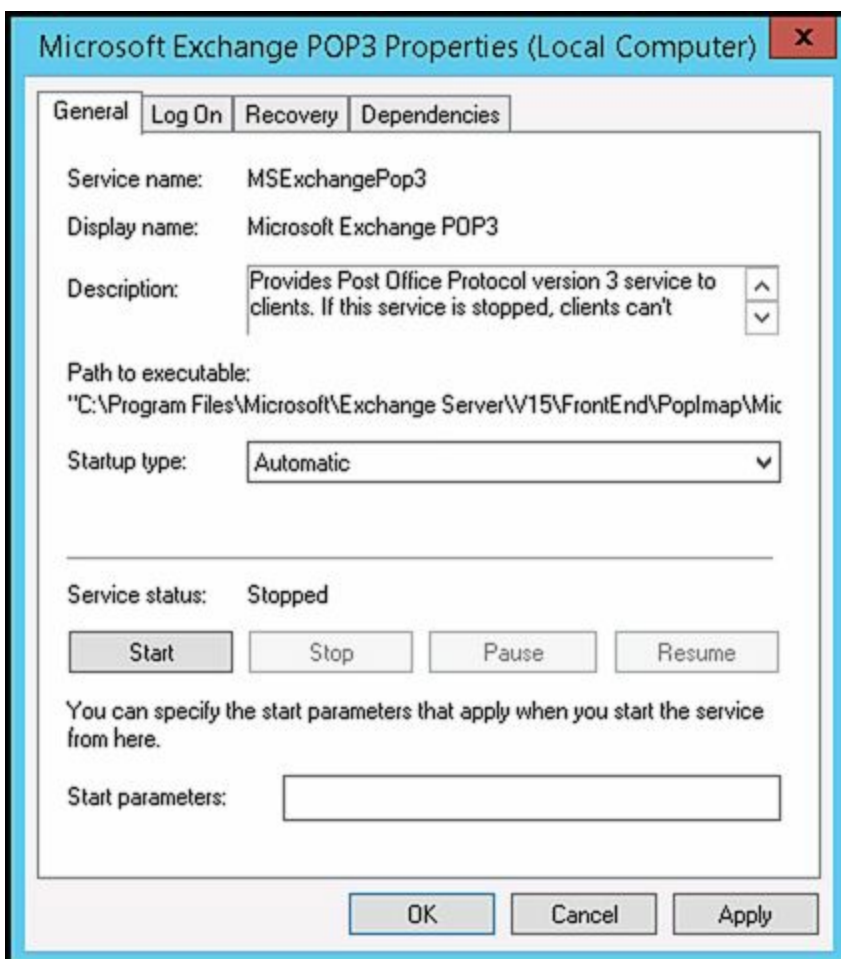 Microsoft Exchange POP3 Properties (Local Computer)
x
General Log On Recovery Dependencies
Service name: MSExchangePop3
Display name: Microsoft Exchange POP3
Description: Provides Post Office Protocol version 3 service to
clients. If this service is stopped, clients can't
Path to executable:
"C:\Program Files\Microsoft\Exchange Server\V15\FrontEnd\PopImap\Mic
Startup type: Automatic
Service status: Stopped
Start Stop Pause Resume
You can specify the start parameters that apply when you start the service
from here.
Start parameters:
OK Cancel Apply